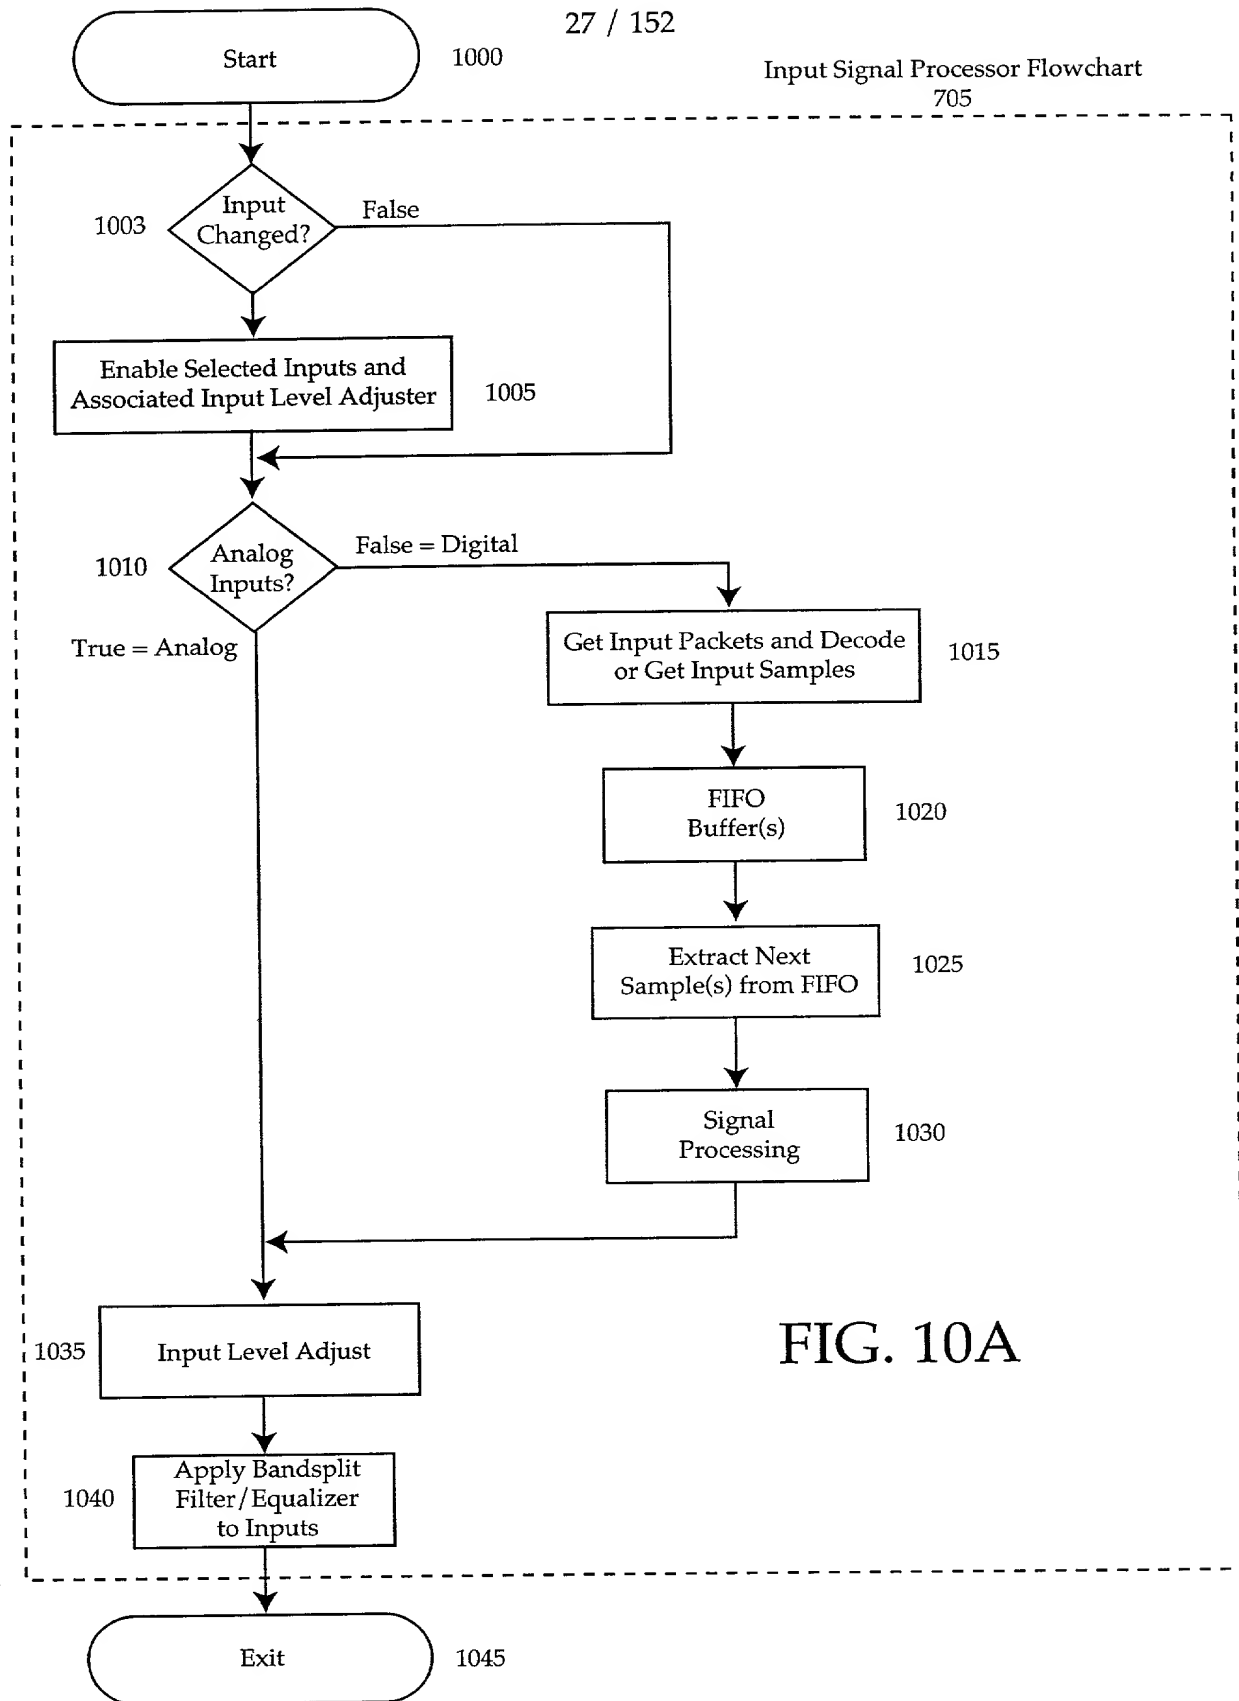 27 / 152
Start
1000
Input Signal Processor Flowchart
705
Input
Changed?
1003
False
Enable Selected Inputs and
Associated Input Level Adjuster
1005
Analog
Inputs?
1010
False = Digital
True = Analog
Get Input Packets and Decode
or Get Input Samples
1015
FIFO
Buffer(s)
1020
Extract Next
Sample(s) from FIFO
1025
Signal
Processing
1030
1035
Input Level Adjust
FIG. 10A
1040
Apply Bandsplit
Filter/Equalizer
to Inputs
Exit
1045